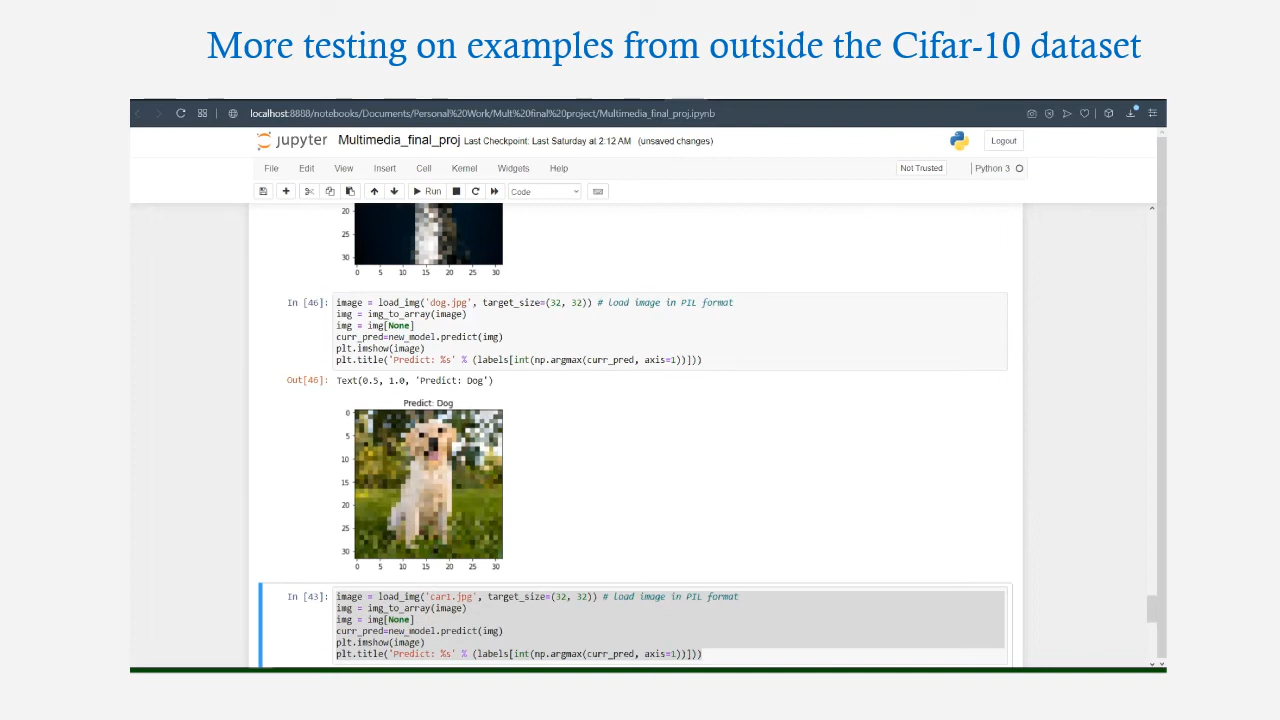 More testing on examples from outside the Cifar-10 dataset
localhost:8888/notebooks/Documents/Personal%20Work/Mult%20final%20project/Multimedia_final_proj.ipynb
jupyter Multimedia_final_proj Last Checkpoint: Last Saturday at 2:12 AM (unsaved changes) Logout
File Edit View Insert Cell Kernel Widgets Help Not Trusted Python 3
Run Code
20
25
30
0 5 10 15 20 25 30
In [46]: image = load_img('dog.jpg', target_size=(32, 32)) # load image in PIL format
img = img_to_array(image)
img = img[None]
curr_pred=new_model.predict(img)
plt.imshow(image)
plt.title('Predict: %s' % (labels[int(np.argmax(curr_pred, axis=1))]))
Out[46]: Text(0.5, 1.0, 'Predict: Dog')
Predict: Dog
0
5
10
15
20
25
30
0 5 10 15 20 25 30
In [43]: image = load_img('car1.jpg', target_size=(32, 32)) # load image in PIL format
img = img_to_array(image)
img = img[None]
curr_pred=new_model.predict(img)
plt.imshow(image)
plt.title('Predict: %s' % (labels[int(np.argmax(curr_pred, axis=1))]))